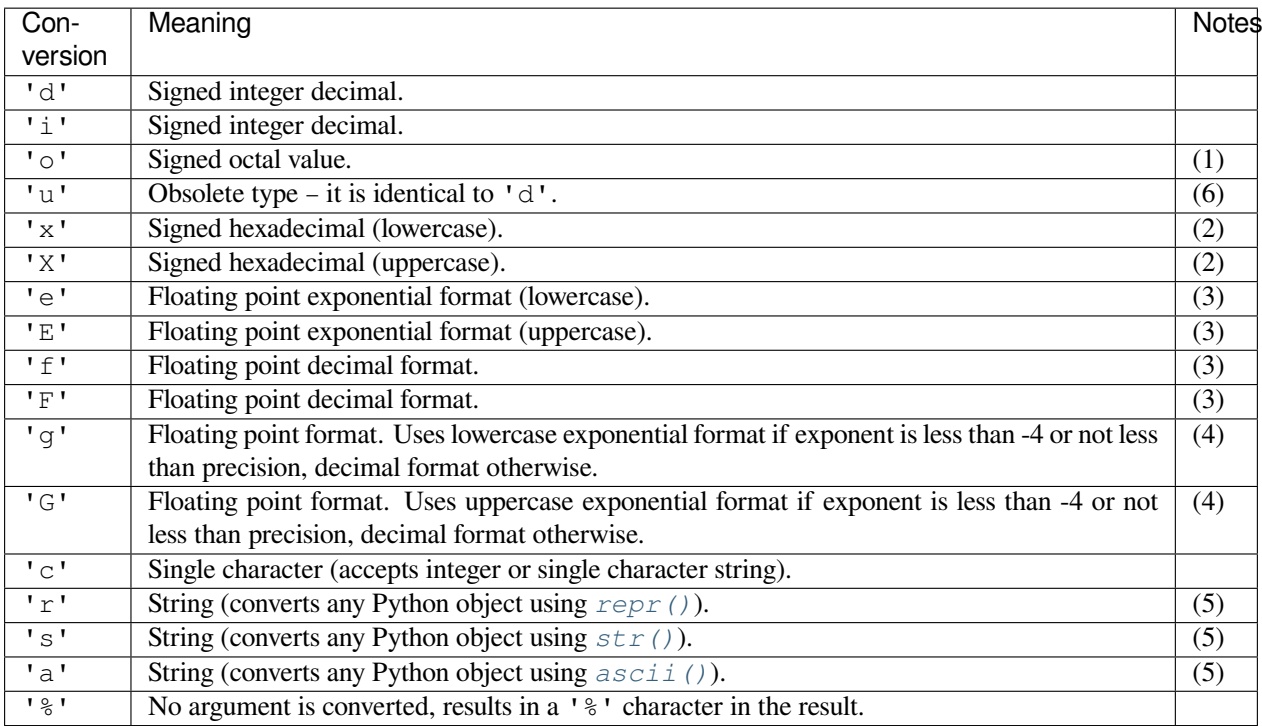 Con- Meaning Notes
version
'd' Signed integer decimal.
'i' Signed integer decimal.
'o' Signed octal value. (1)
'u' Obsolete type – it is identical to 'd'. (6)
'x' Signed hexadecimal (lowercase). (2)
'X' Signed hexadecimal (uppercase). (2)
'e' Floating point exponential format (lowercase). (3)
'E' Floating point exponential format (uppercase). (3)
'f' Floating point decimal format. (3)
'F' Floating point decimal format. (3)
'g' Floating point format. Uses lowercase exponential format if exponent is less than -4 or not less (4)
than precision, decimal format otherwise.
'G' Floating point format. Uses uppercase exponential format if exponent is less than -4 or not (4)
less than precision, decimal format otherwise.
'c' Single character (accepts integer or single character string).
'r' String (converts any Python object using repr()). (5)
's' String (converts any Python object using str()). (5)
'a' String (converts any Python object using ascii()). (5)
'%' No argument is converted, results in a '%' character in the result.